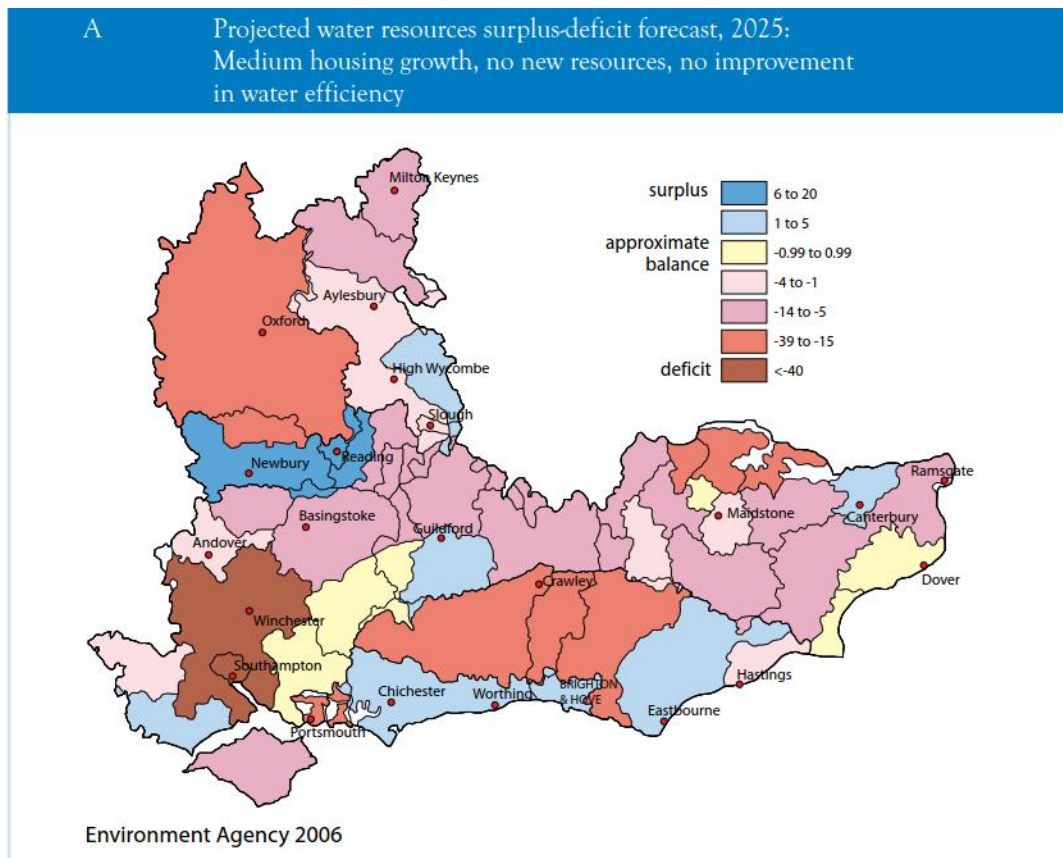 A
Projected water resources surplus-deficit forecast, 2025:
Medium housing growth, no new resources, no improvement
in water efficiency
surplus
6 to 20
1 to 5
approximate
balance
-0.99 to 0.99
-4 to -1
-14 to -5
-39 to -15
deficit
<-40
Milton Keynes
Aylesbury
Oxford
High Wycombe
Slough
Reading
Newbury
Ramsgate
Basingstoke
Maidstone
Canterbury
Guildford
Andover
Dover
Crawley
Winchester
Southampton
Hastings
Chichester
Worthing
BRIGHTON
& HOVE
Eastbourne
Portsmouth
Environment Agency 2006